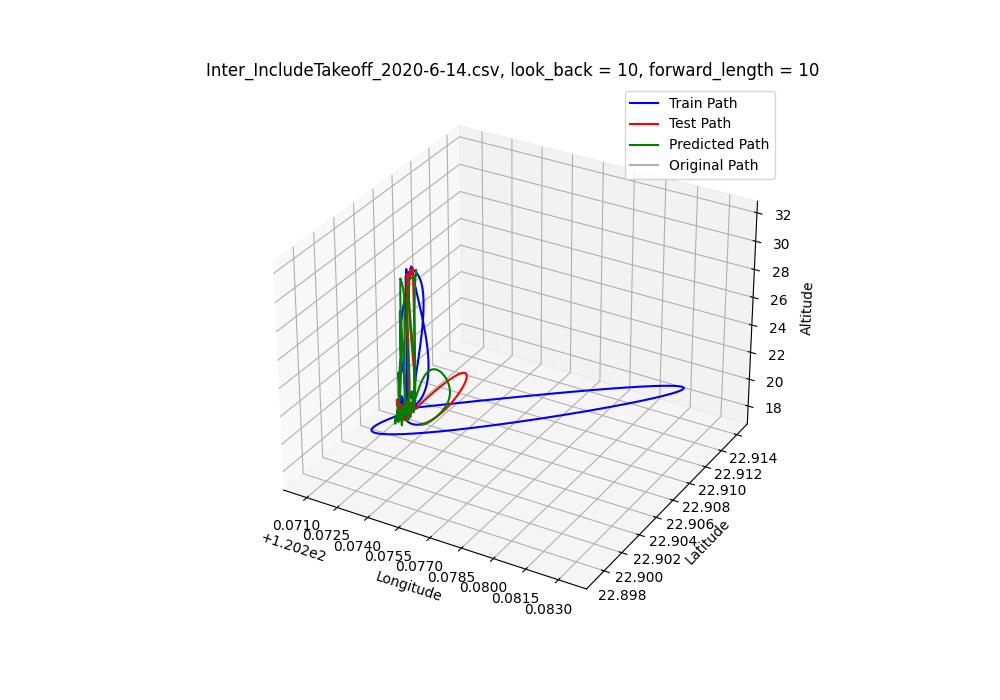 Inter_IncludeTakeoff_2020-6-14.csv, look_back = 10, forward_length = 10
Train Path
Test Path
Predicted Path
Original Path
32
30
28
26
24
22
20
18
Altitude
22.914
22.912
22.910
22.908
22.906
22.904
22.902
22.900
22.898
Latitude
0.0710
0.0725
0.0740
0.0755
0.0770
0.0785
0.0800
0.0815
0.0830
+1.202e2
Longitude